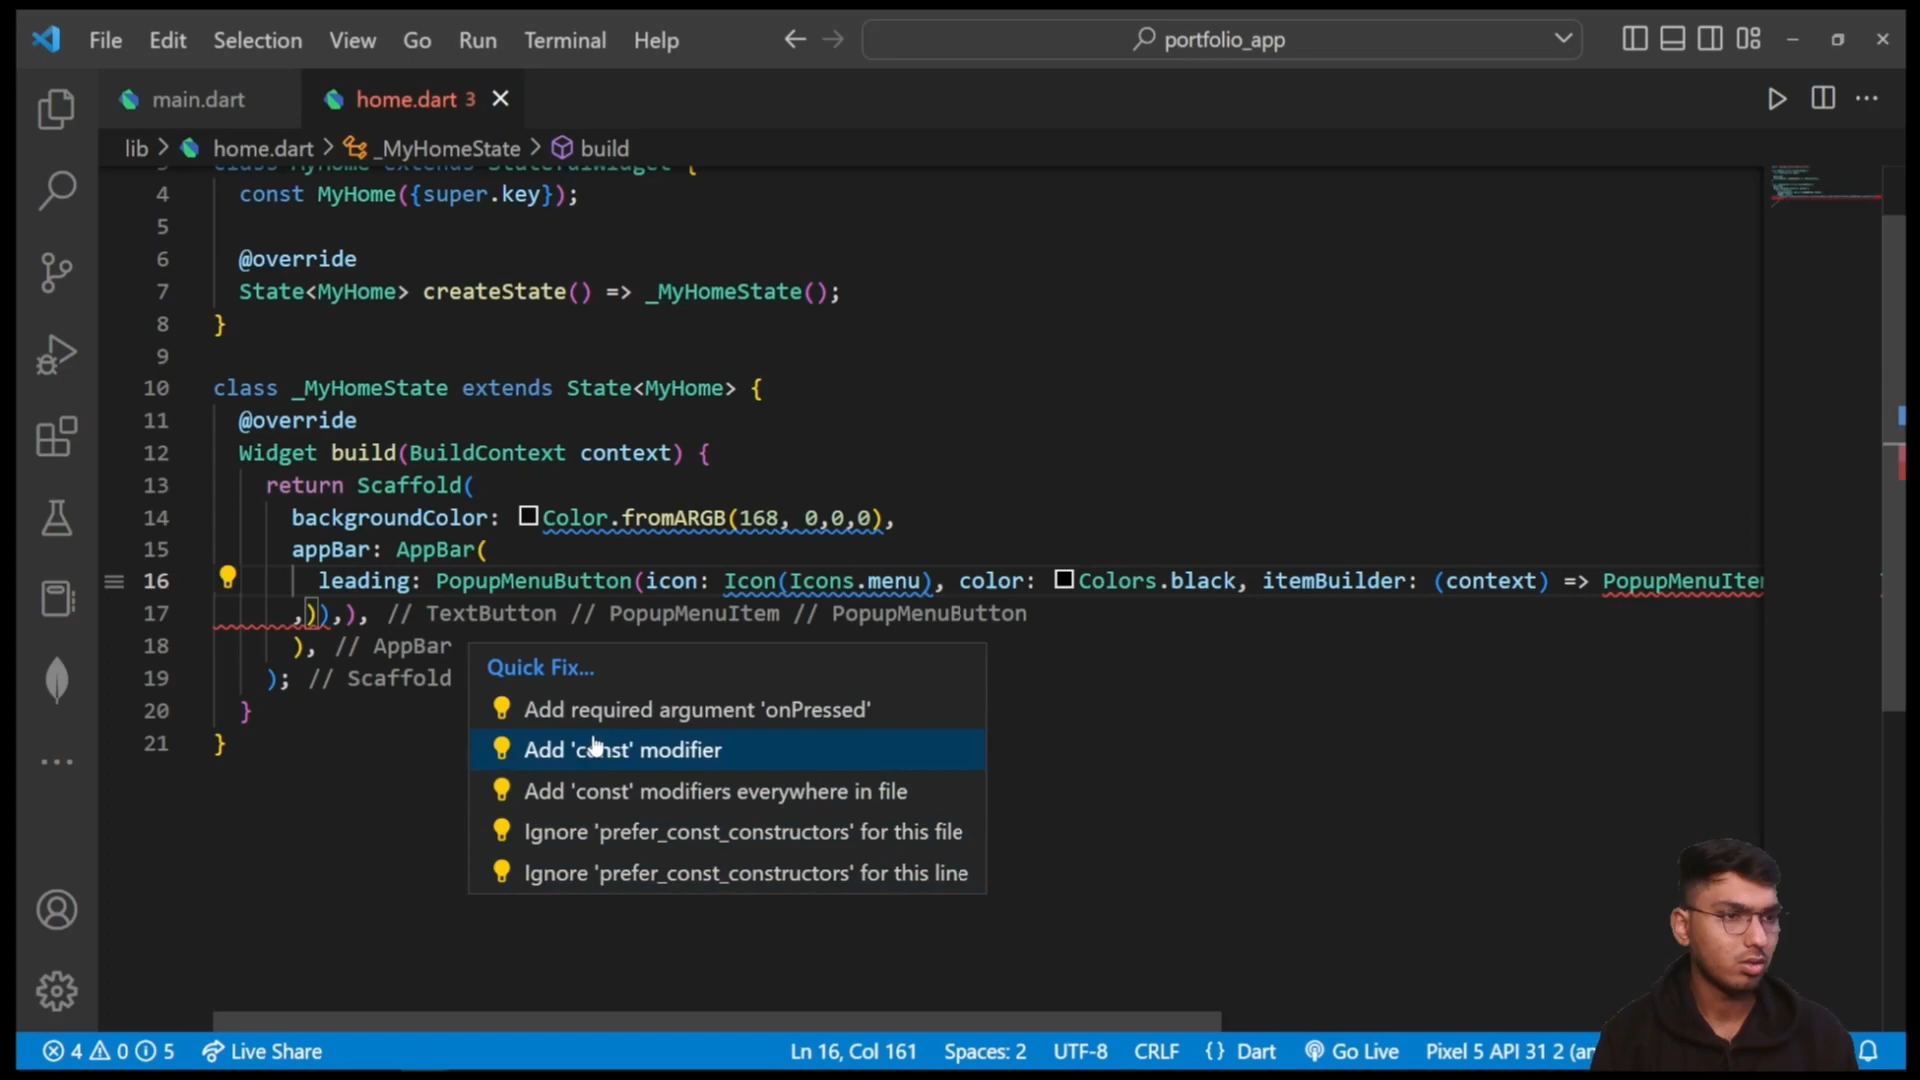 File Edit Selection View Go Run Terminal Help portfolio_app
main.dart home.dart 3
lib > home.dart > _MyHomeState > build
class MyHome extends StatefulWidget {
4 const MyHome({super.key});
5
6 @override
7 State<MyHome> createState() => _MyHomeState();
8 }
9
10 class _MyHomeState extends State<MyHome> {
11 @override
12 Widget build(BuildContext context) {
13 return Scaffold(
14 backgroundColor: Color.fromARGB(168, 0,0,0),
15 appBar: AppBar(
16 leading: PopupMenuButton(icon: Icon(Icons.menu), color: Colors.black, itemBuilder: (context) => PopupMenuIte
17 ,)),), // TextButton // PopupMenuItem // PopupMenuButton
18 ), // AppBar
19 ); // Scaffold
20 }
21 }
Quick Fix...
Add required argument 'onPressed'
Add 'const' modifier
Add 'const' modifiers everywhere in file
Ignore 'prefer_const_constructors' for this file
Ignore 'prefer_const_constructors' for this line
4 0 5 Live Share Ln 16, Col 161 Spaces: 2 UTF-8 CRLF {} Dart Go Live Pixel 5 API 31 2 (an